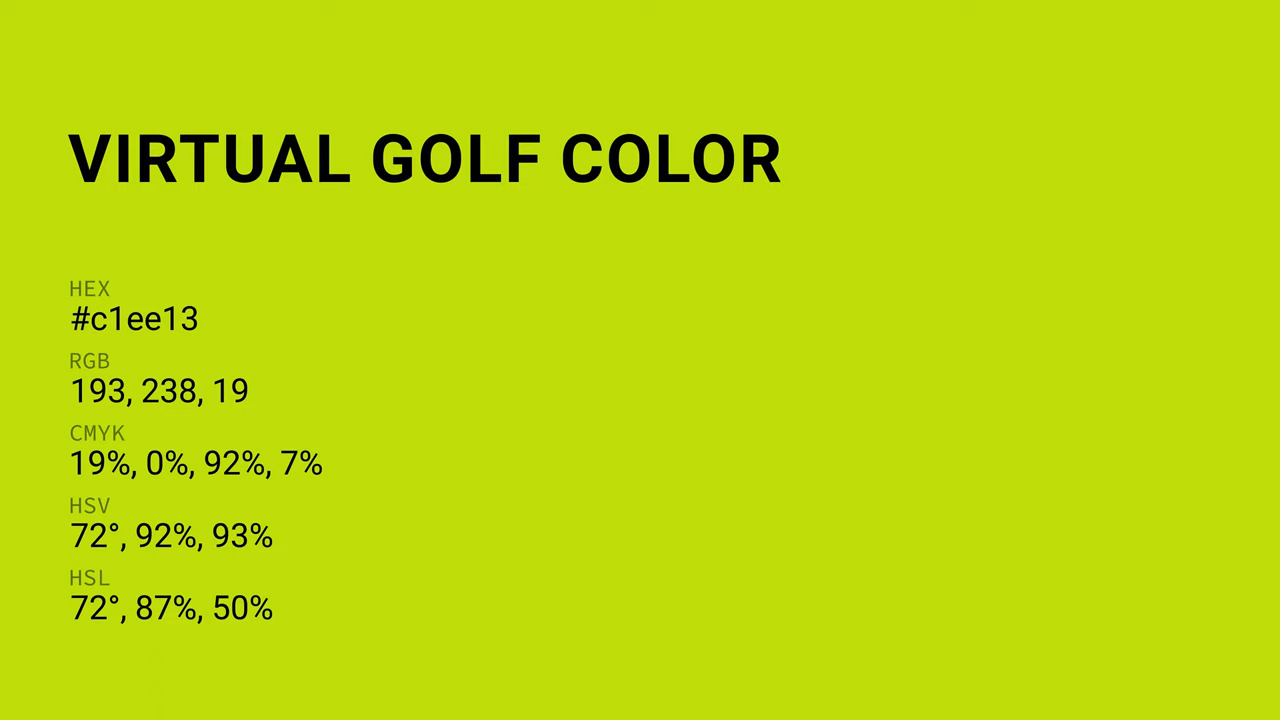 VIRTUAL GOLF COLOR
HEX
#c1ee13
RGB
193, 238, 19
CMYK
19%, 0%, 92%, 7%
HSV
72°, 92%, 93%
HSL
72°, 87%, 50%